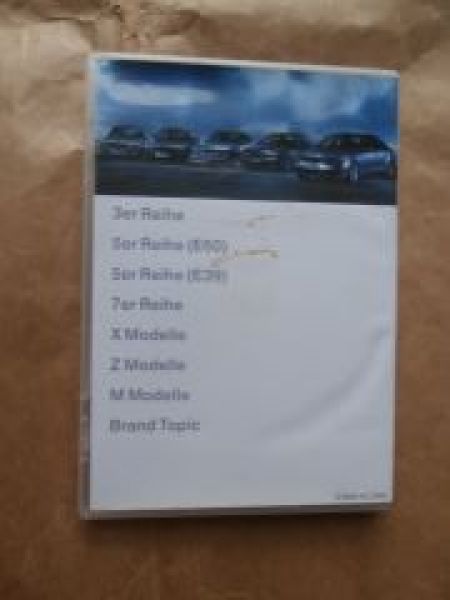 3er Reihe
5er Reihe (E60)
5er Reihe (E39)
7er Reihe
X Modelle
Z Modelle
M Modelle
Brand Topic